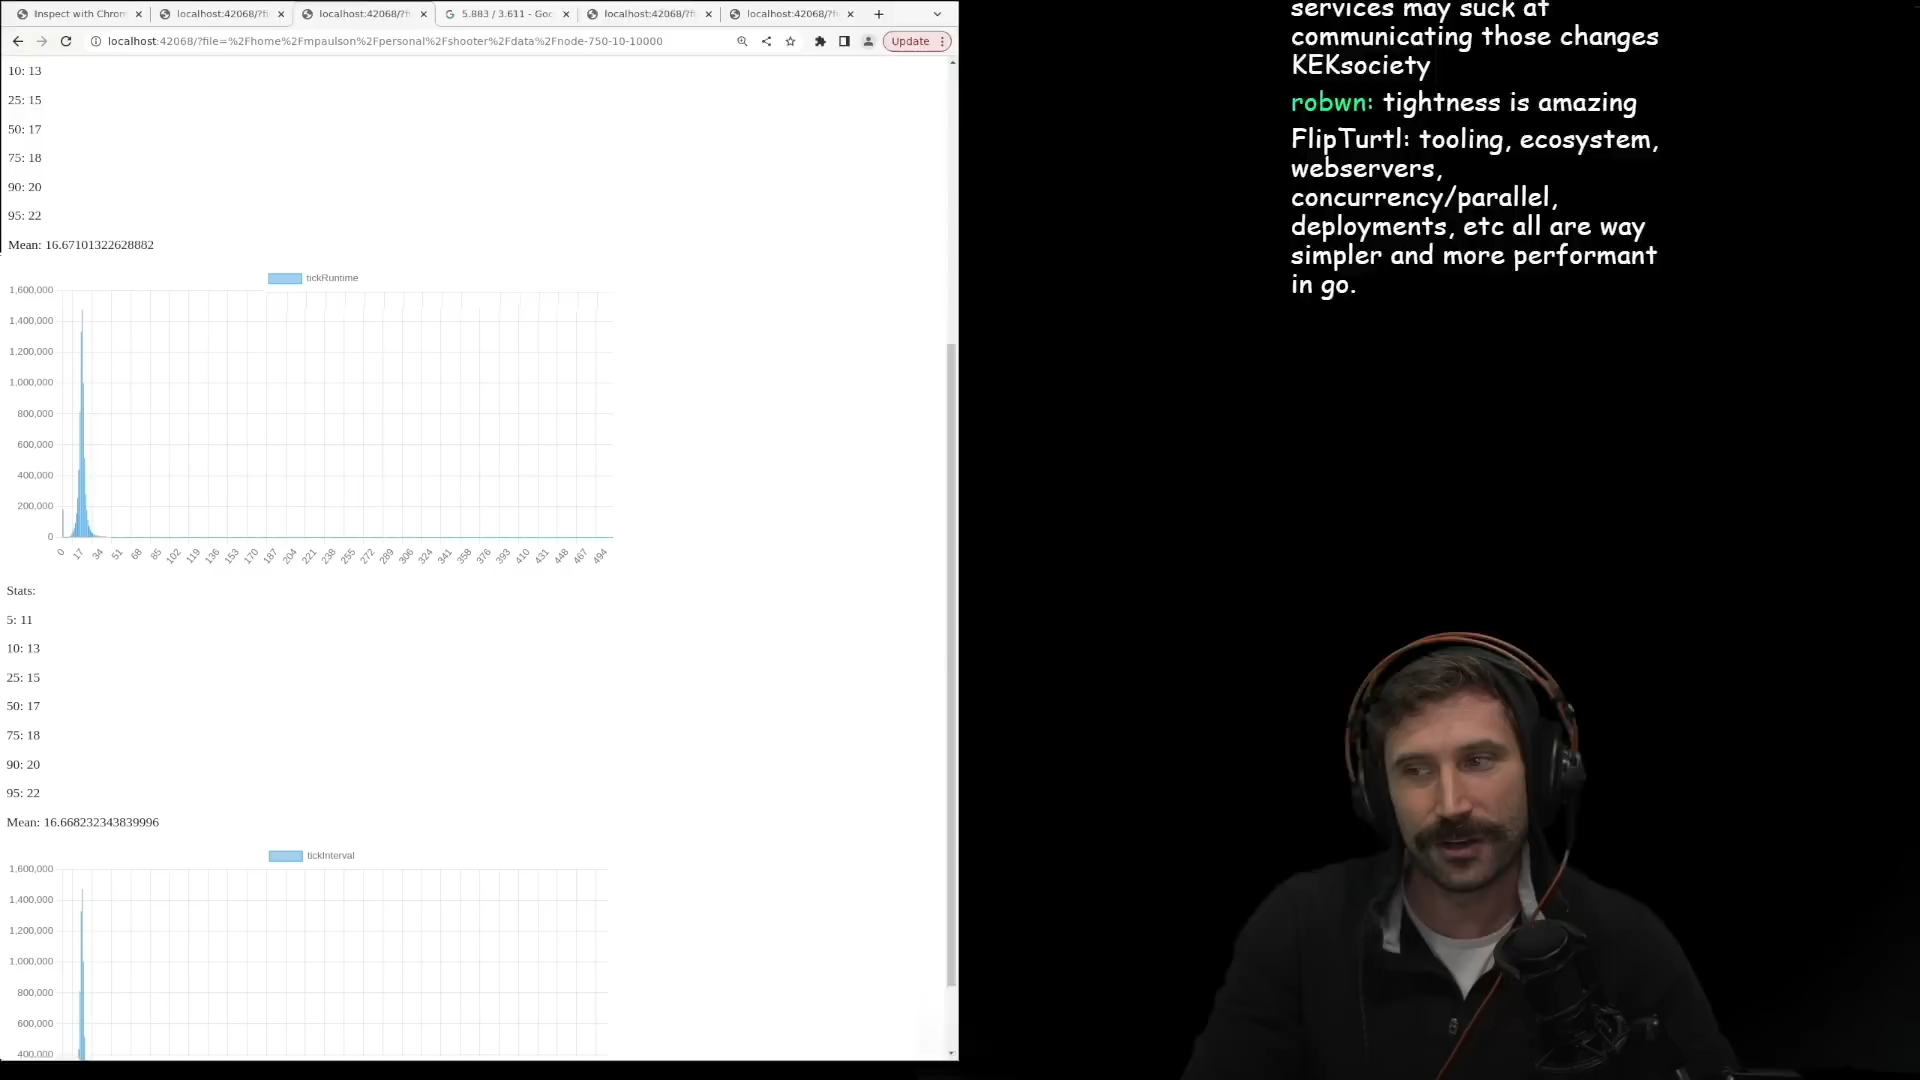 Inspect with Chrom
localhost:42068/?fi
localhost:42068/?fi
5.883 / 3.611 - Goo
localhost:42068/?fi
localhost:42068/?fi
localhost:42068/?file=%2Fhome%2Fmpaulson%2Fpersonal%2Fshooter%2Fdata%2Fnode-750-10-10000
Update
10: 13
25: 15
50: 17
75: 18
90: 20
95: 22
Mean: 16.67101322628882
tickRuntime
1,600,000
1,400,000
1,200,000
1,000,000
800,000
600,000
400,000
200,000
0
0 17 34 51 68 85 102 119 136 153 170 187 204 221 238 255 272 289 306 324 341 358 376 393 410 431 448 467 494
Stats:
5: 11
10: 13
25: 15
50: 17
75: 18
90: 20
95: 22
Mean: 16.668232343839996
tickInterval
1,600,000
1,400,000
1,200,000
1,000,000
800,000
600,000
400,000
services may suck at
communicating those changes
KEKsociety
robwn: tightness is amazing
FlipTurtl: tooling, ecosystem,
webservers,
concurrency/parallel,
deployments, etc all are way
simpler and more performant
in go.